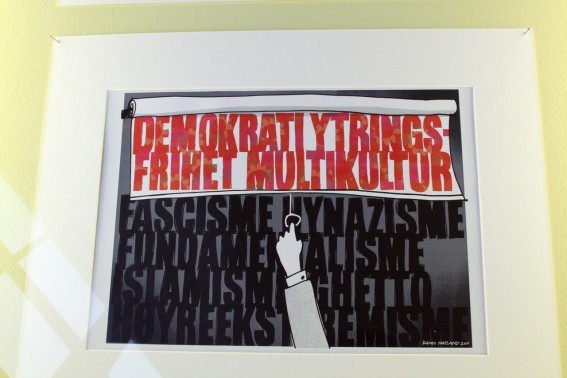 DEMOKRATI YTRINGS-
FRIHET MULTIKULTUR
FASCISME NYNAZISME
FUNDAMENTALISME
ISLAMISME GHETTO
HØYREEKSTREMISME